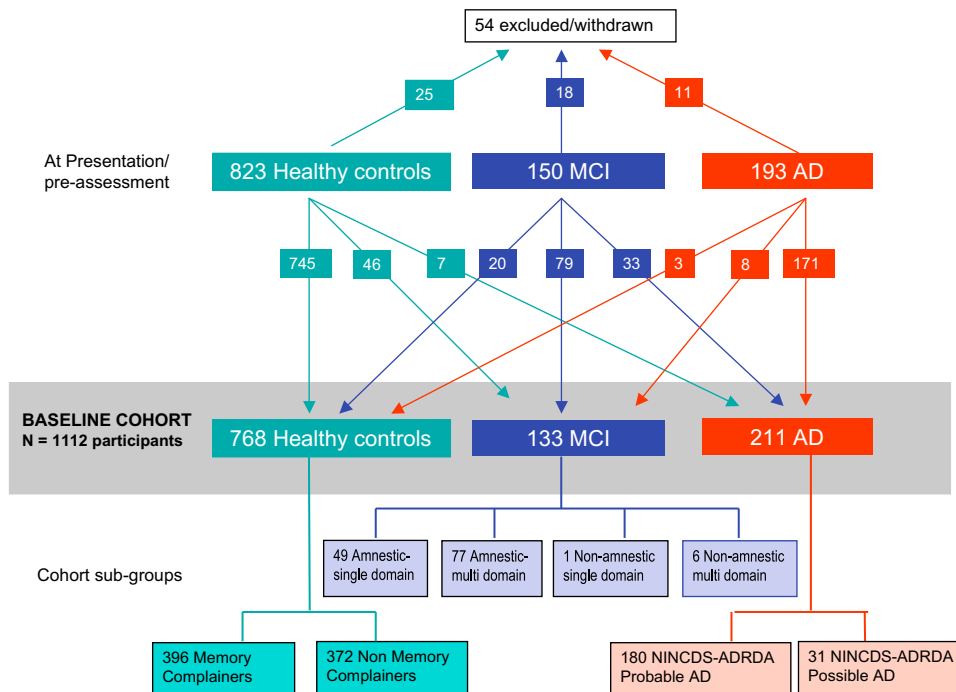 54 excluded/withdrawn
25
18
11
At Presentation/
pre-assessment
823 Healthy controls
150 MCI
193 AD
745
46
7
20
79
33
3
8
171
BASELINE COHORT
N = 1112 participants
768 Healthy controls
133 MCI
211 AD
Cohort sub-groups
49 Amnestic-
single domain
77 Amnestic-
multi domain
1 Non-amnestic
single domain
6 Non-amnestic
multi domain
396 Memory
Complainers
372 Non Memory
Complainers
180 NINCDS-ADRDA
Probable AD
31 NINCDS-ADRDA
Possible AD